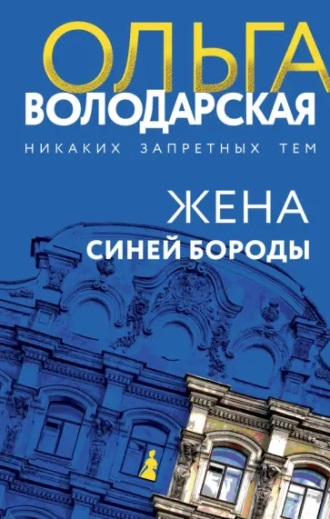 ОЛЬГА
ВОЛОДАРСКАЯ
НИКАКИХ ЗАПРЕТНЫХ ТЕМ
ЖЕНА
СИНЕЙ БОРОДЫ